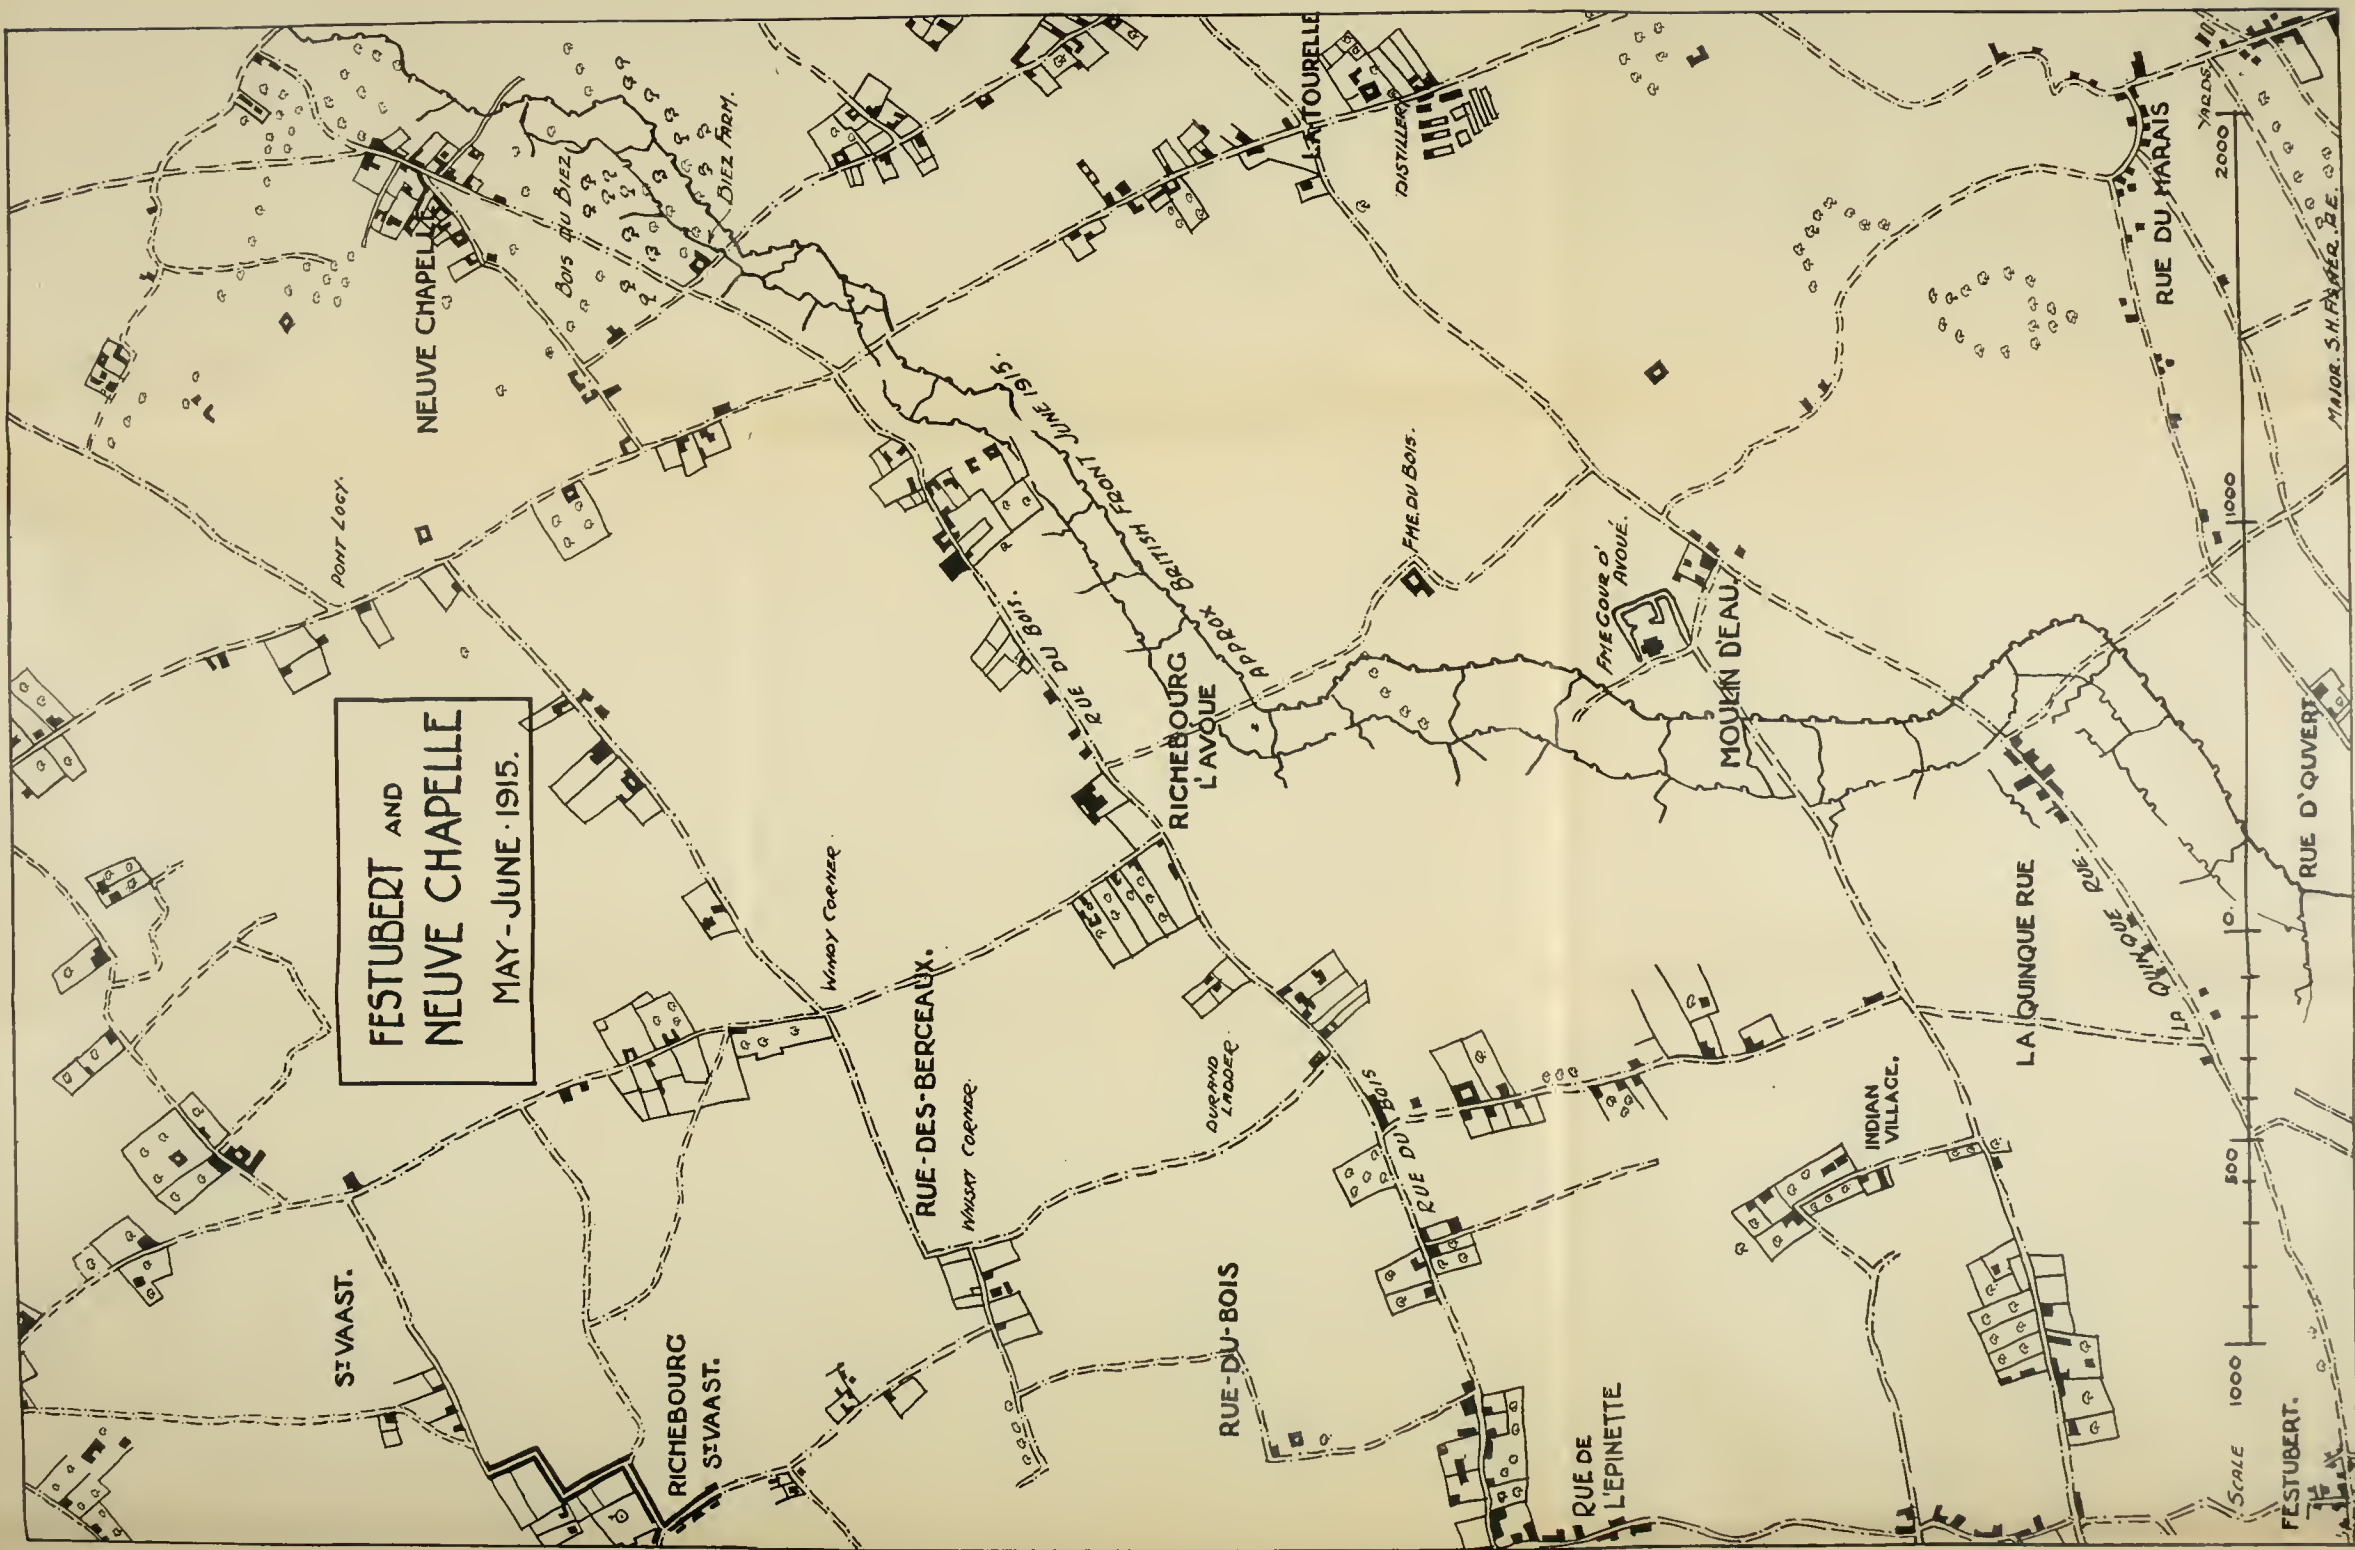 FESTUBERT AND
NEUVE CHAPELLE
MAY-JUNE·1915.
NEUVE CHAPELLE
PONT LOGY.
BOIS DU BIEZ
BIEZ FARM.
LA TOURELLE
DISTILLERY
RUE DU MARAIS
APPROX BRITISH FRONT JUNE 1915.
RUE DU BOIS.
RICHEBOURG
L'AVOUE
FME. DU BOIS.
FME COUR D'
AVOUÉ.
MOULIN D'EAU.
WINDY CORNER
RUE-DES-BERCEAUX.
WHISKY CORNER.
DURAND
LADDER
RUE DU BOIS
LA QUINQUE RUE
LA QUINQUE RUE.
RUE D'OUVERT
INDIAN
VILLAGE.
ST VAAST.
RICHEBOURG
ST VAAST.
RUE-DU-BOIS
RUE DE
L'EPINETTE
FESTUBERT.
SCALE 1000 500 10. 1000 2000 YARDS.
MAJOR. S.H.
R.E.